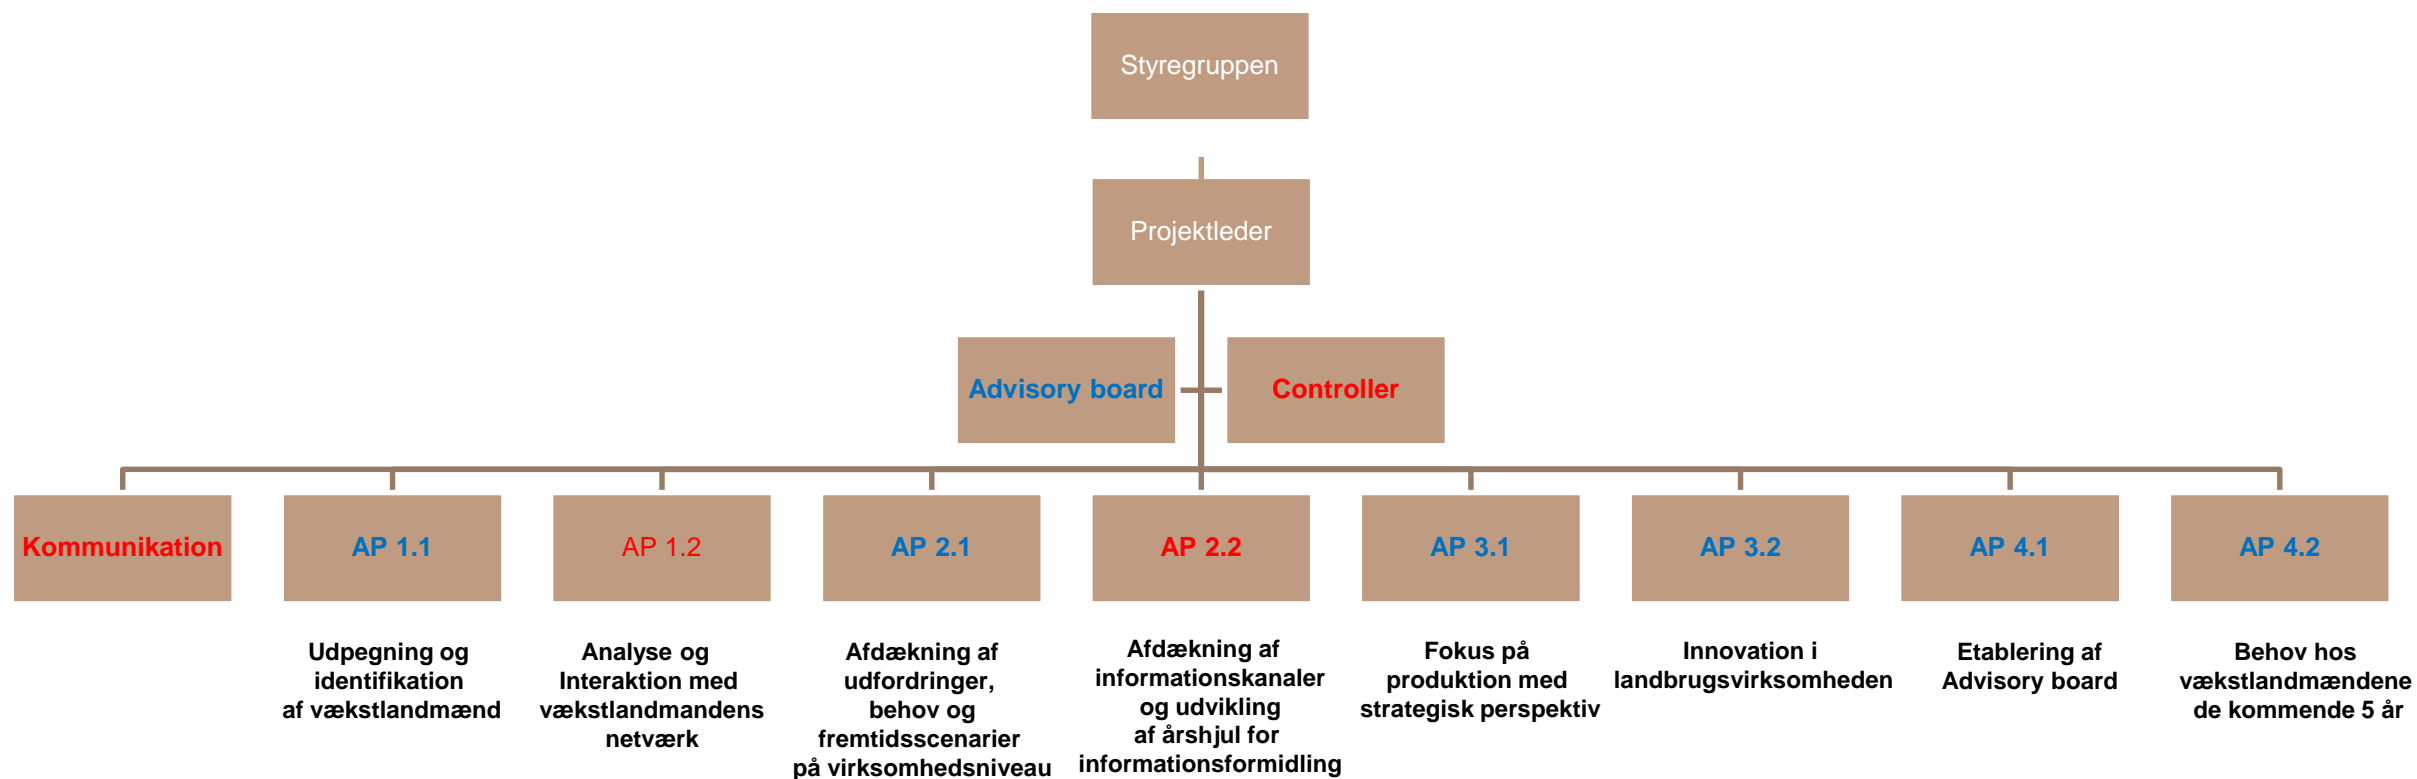 Styregruppen
Projektleder
Advisory board
Controller
Kommunikation
AP 1.1
AP 1.2
AP 2.1
AP 2.2
AP 3.1
AP 3.2
AP 4.1
AP 4.2
Udpegning og
identifikation
af vækstlandmænd
Analyse og
Interaktion med
vækstlandmandens
netværk
Afdækning af
udfordringer,
behov og
fremtidsscenarier
på virksomhedsniveau
Afdækning af
informationskanaler
og udvikling
af årshjul for
informationsformidling
Fokus på
produktion med
strategisk perspektiv
Innovation i
landbrugsvirksomheden
Etablering af
Advisory board
Behov hos
vækstlandmændene
de kommende 5 år